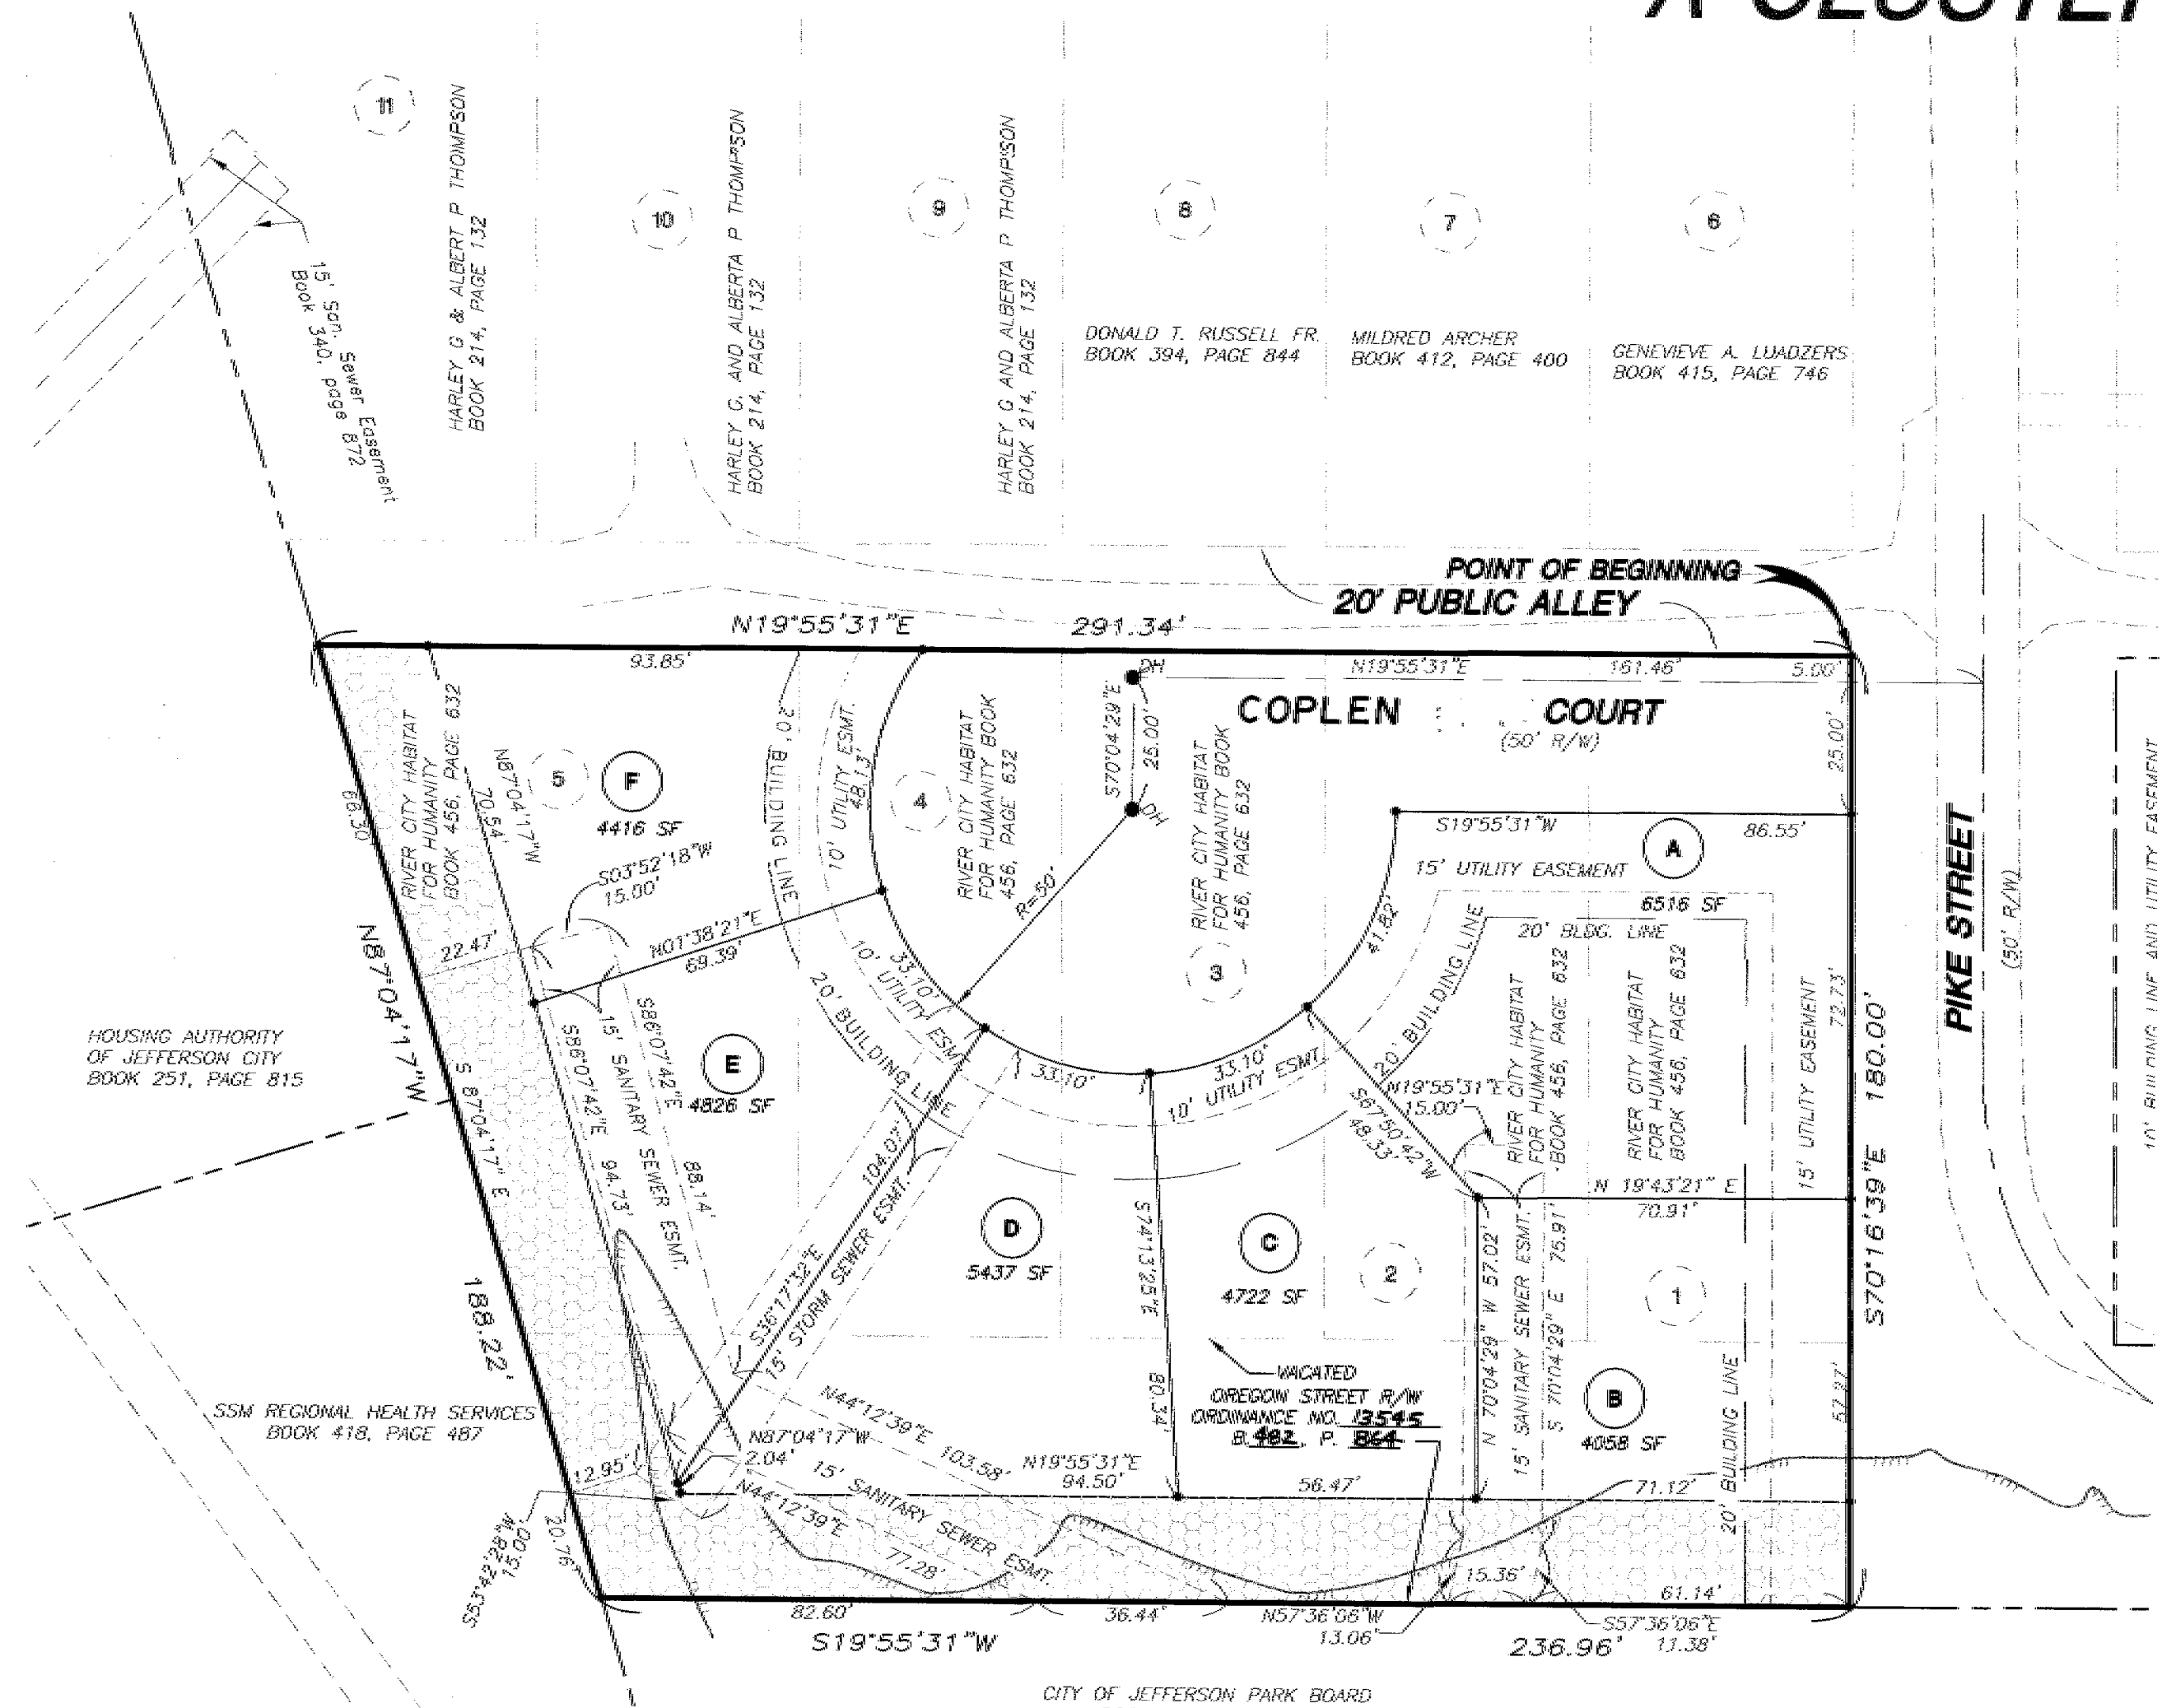 11
HARLEY G & ALBERT P THOMPSON
BOOK 214, PAGE 132
10
HARLEY G. AND ALBERTA P THOMPSON
BOOK 214, PAGE 132
9
HARLEY G AND ALBERTA P THOMPSON
BOOK 214, PAGE 132
8
7
6
15' san. Sewer Easement
Book 340, page 872
DONALD T. RUSSELL FR.
BOOK 394, PAGE 844
MILDRED ARCHER
BOOK 412, PAGE 400
GENEVIEVE A. LUADZERS
BOOK 415, PAGE 746
POINT OF BEGINNING
20' PUBLIC ALLEY
N19°55'31"E
291.34'
93.85'
DH
N19°55'31"E
161.46'
5.00'
COPLEN COURT
(50' R/W)
S70°04'29"E
25.00'
DH
25.00'
RIVER CITY HABITAT
FOR HUMANITY
BOOK 456, PAGE 632
66.30'
N87°04'17"W
70.54'
5
F
4416 SF
S03°52'18"W
15.00'
20' BUILDING LINE
10' UTILITY ESMT.
48.13'
4
RIVER CITY HABITAT
FOR HUMANITY BOOK
456, PAGE 632
R=50'
RIVER CITY HABITAT
FOR HUMANITY BOOK
456, PAGE 632
3
S19°55'31"W
86.55'
A
15' UTILITY EASEMENT
6516 SF
20' BLDG. LINE
41.82'
20' BUILDING LINE
PIKE STREET
(50' R/W)
10' BUILDING LINE AND UTILITY EASEMENT
22.47'
N01°38'21"E
69.39'
33.10'
10' UTILITY ESM
20' BUILDING LINE
33.10'
33.10'
10' UTILITY ESMT.
N19°55'31"E
15.00'
S67°50'42"W
48.33'
RIVER CITY HABITAT
FOR HUMANITY
BOOK 456, PAGE 632
RIVER CITY HABITAT
FOR HUMANITY
BOOK 456, PAGE 632
15' UTILITY EASEMENT
72.73'
S70°16'39"E 180.00'
HOUSING AUTHORITY
OF JEFFERSON CITY
BOOK 251, PAGE 815
N87°04'17"W
188.22'
S 87°04'17" E
S86°07'42"E 94.73'
15' SANITARY SEWER ESMT.
S86°07'42"E
88.14'
E
4826 SF
104.07'
S36°17'32"E
15' STORM SEWER ESMT.
D
5437 SF
S74°13'25"E
80.34'
C
4722 SF
2
N 19°43'21" E
70.91'
N 70°04'29" W 57.02'
15' SANITARY SEWER ESMT.
S 70°04'29" E 75.91'
1
B
4058 SF
20' BUILDING LINE
57.27'
VACATED
OREGON STREET R/W
ORDINANCE NO. 13545
B. 482, P. 864
SSM REGIONAL HEALTH SERVICES
BOOK 418, PAGE 487
12.95'
20.76'
15.00'
N87°04'17"W
2.04'
N44°12'39"E
103.58'
N44°12'39"E
77.28'
15' SANITARY SEWER ESMT.
N19°55'31"E
94.50'
56.47'
71.12'
15.36'
61.14'
82.60'
36.44'
N57°36'06"W
13.06'
S57°36'06"E
11.38'
S19°55'31"W
236.96'
CITY OF JEFFERSON PARK BOARD